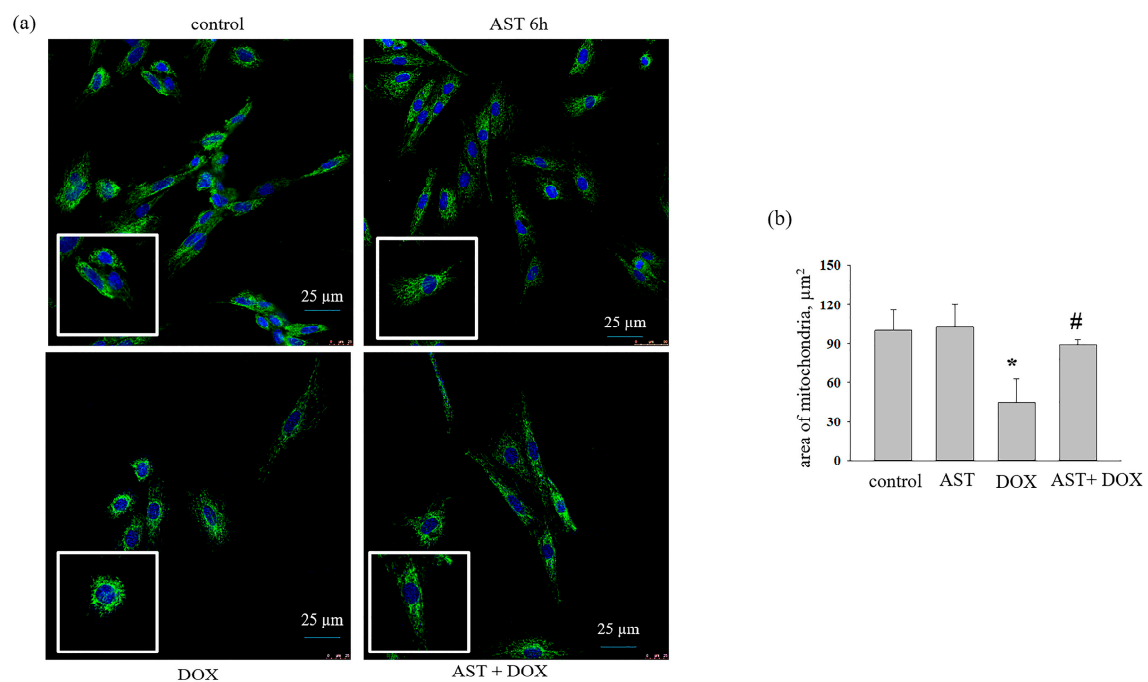 (a)
control
AST 6h
25 µm
25 µm
25 µm
25 µm
DOX
AST + DOX
(b)
area of mitochondria, µm²
150
120
90
60
30
0
*
#
control
AST
DOX
AST+ DOX